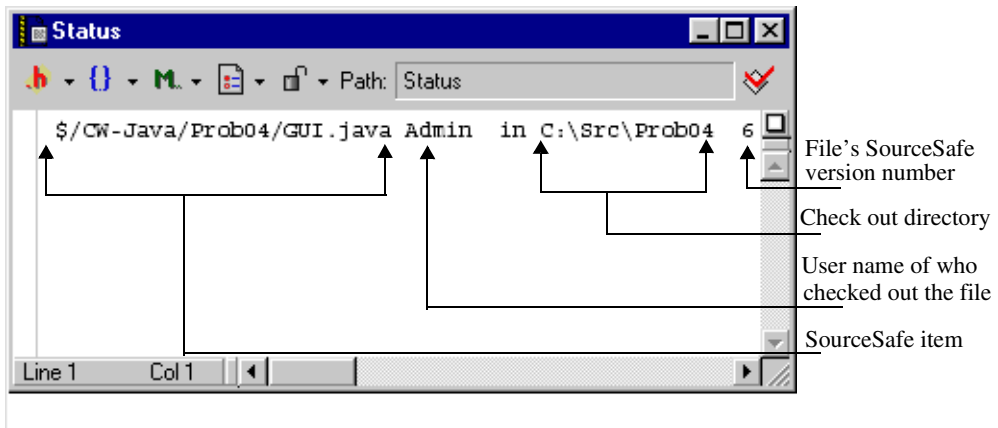 Status
.h {} M.. Path: Status
$/CW-Java/Prob04/GUI.java Admin in C:\Src\Prob04 6
File's SourceSafe
version number
Check out directory
User name of who
checked out the file
SourceSafe item
Line 1 Col 1